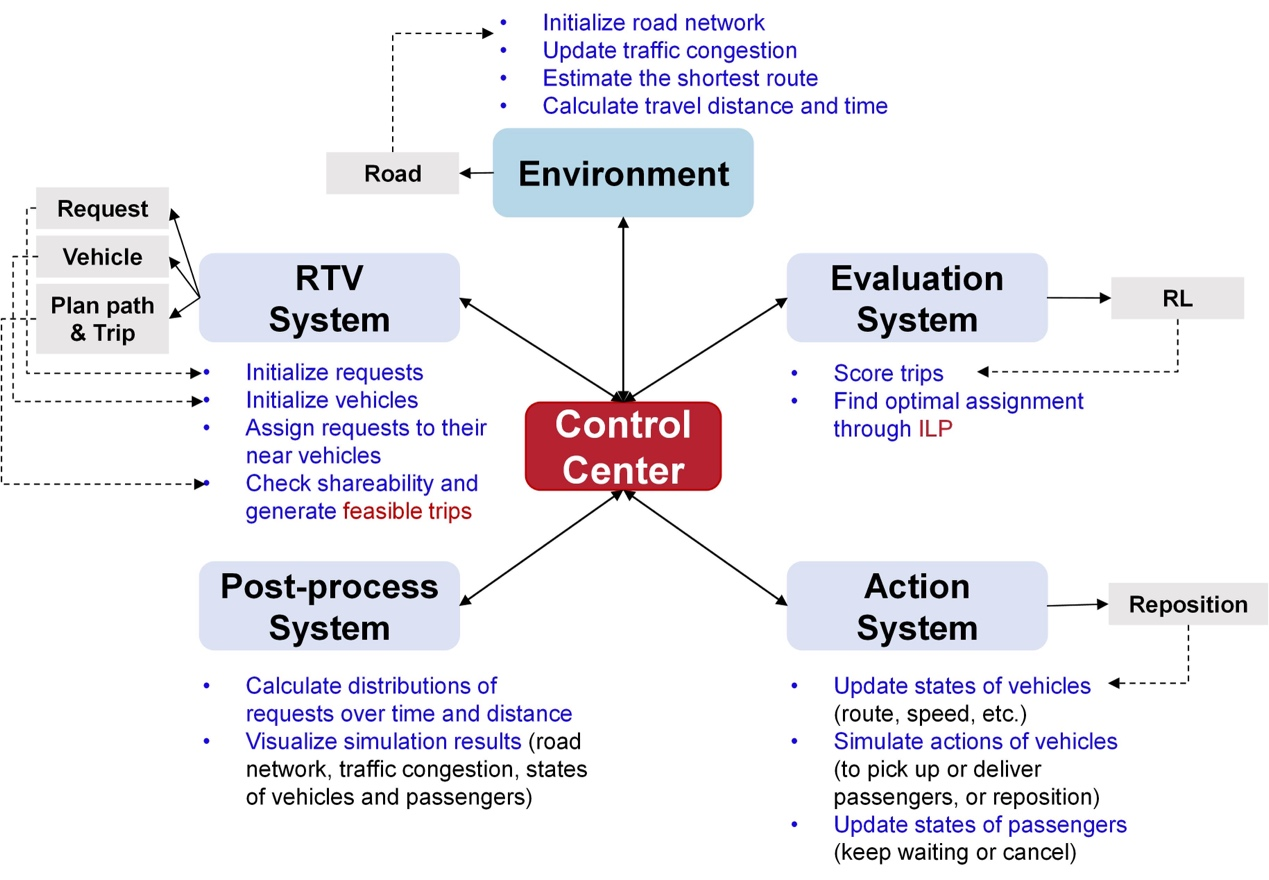 • Initialize road network
• Update traffic congestion
• Estimate the shortest route
• Calculate travel distance and time
Road
Environment
Request
Vehicle
Plan path
& Trip
RTV
System
Evaluation
System
RL
• Initialize requests
• Initialize vehicles
• Assign requests to their
near vehicles
• Check shareability and
generate feasible trips
• Score trips
• Find optimal assignment
through ILP
Control
Center
Post-process
System
Action
System
Reposition
• Calculate distributions of
requests over time and distance
• Visualize simulation results (road
network, traffic congestion, states
of vehicles and passengers)
• Update states of vehicles
(route, speed, etc.)
• Simulate actions of vehicles
(to pick up or deliver
passengers, or reposition)
• Update states of passengers
(keep waiting or cancel)